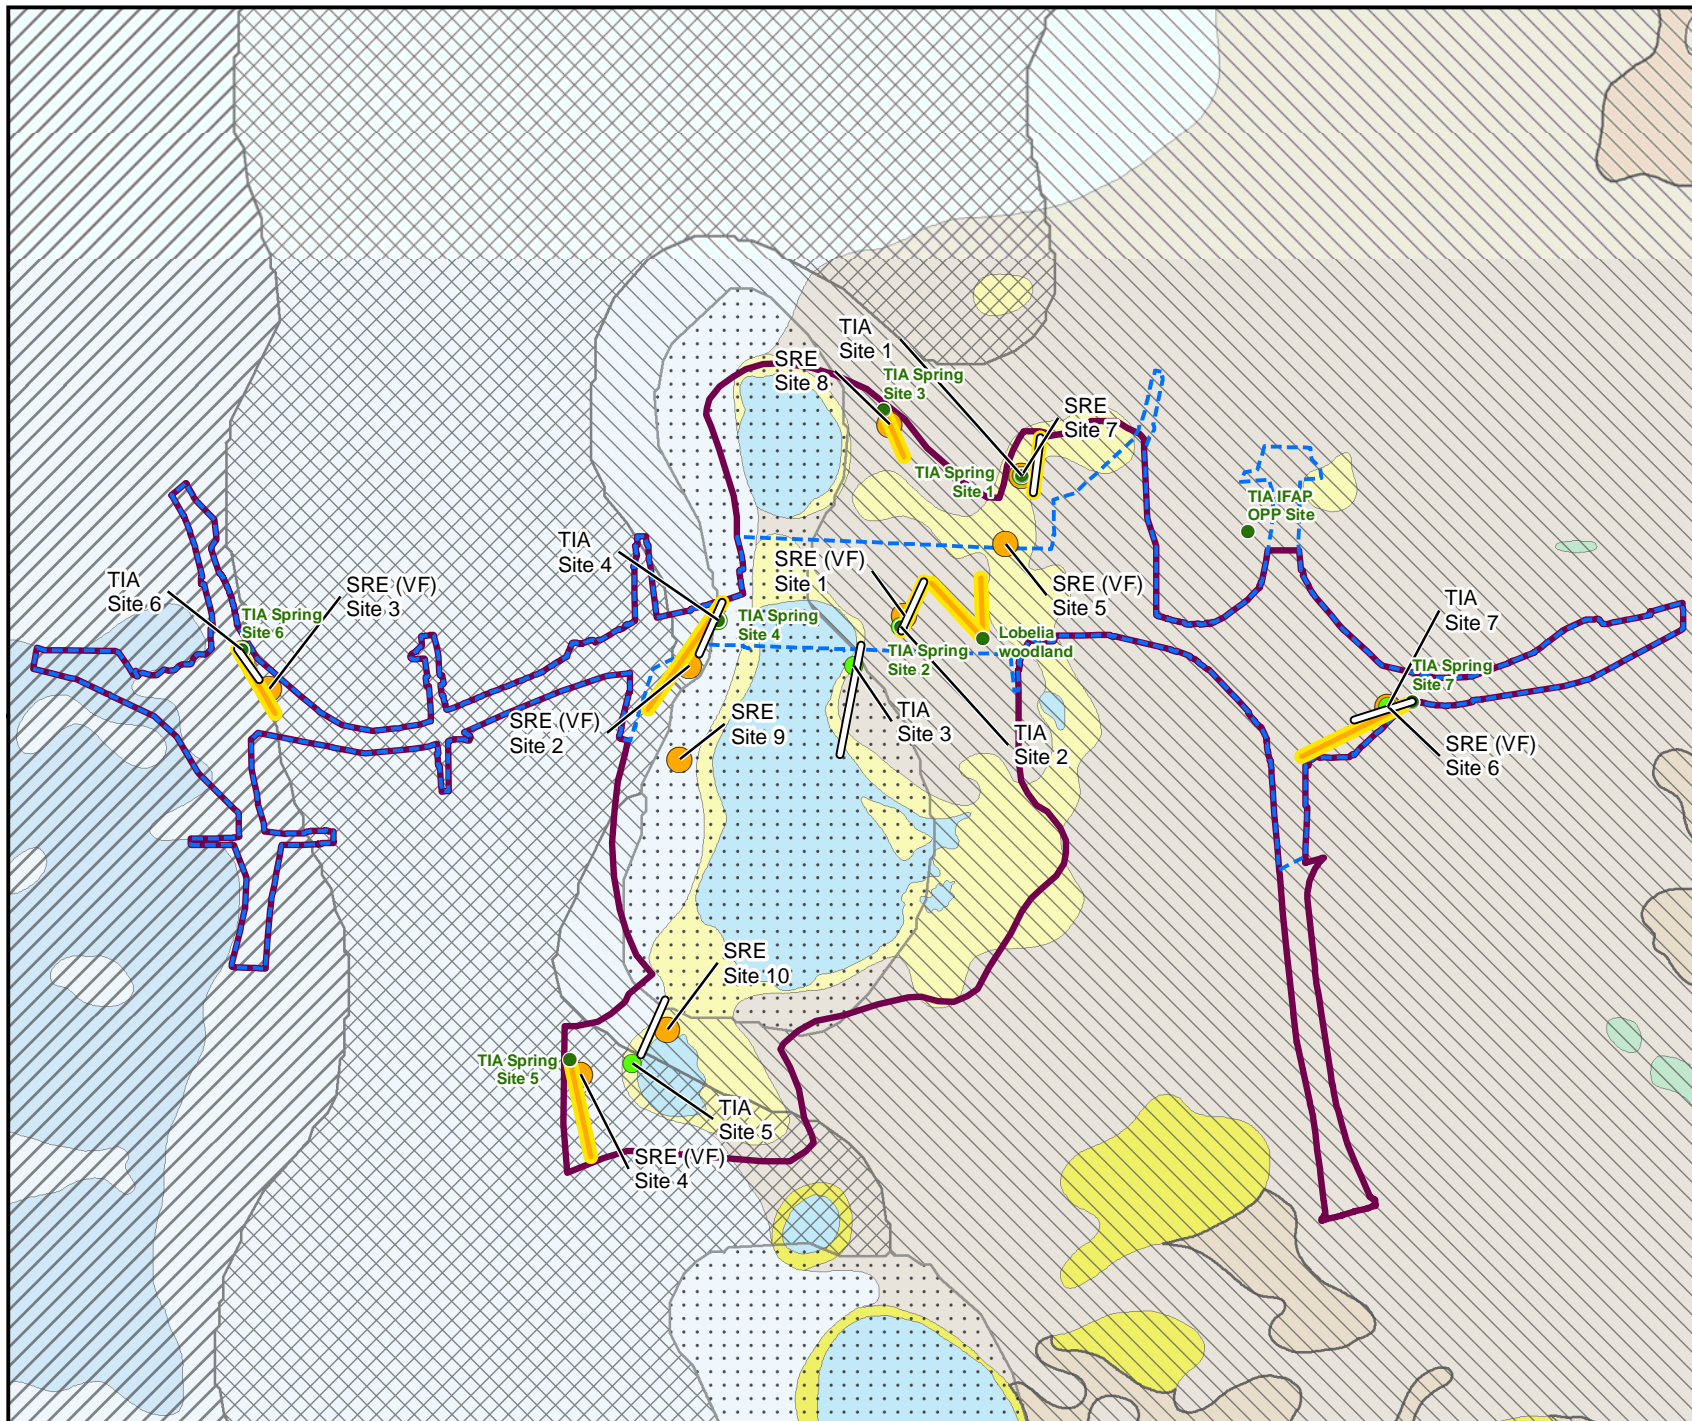 TIA
Site 1
SRE
Site 8
TIA Spring
Site 3
SRE
Site 7
TIA Spring
Site 1
TIA IFAP
OPP Site
TIA
Site 4
SRE (VF)
Site 1
SRE (VF)
Site 5
TIA
Site 6
SRE (VF)
Site 3
TIA Spring
Site 6
TIA Spring
Site 4
Lobelia
woodland
TIA Spring
Site 2
TIA
Site 7
TIA Spring
Site 7
SRE (VF)
Site 2
SRE
Site 9
TIA
Site 3
TIA
Site 2
SRE (VF)
Site 6
SRE
Site 10
TIA Spring
Site 5
TIA
Site 5
SRE (VF)
Site 4